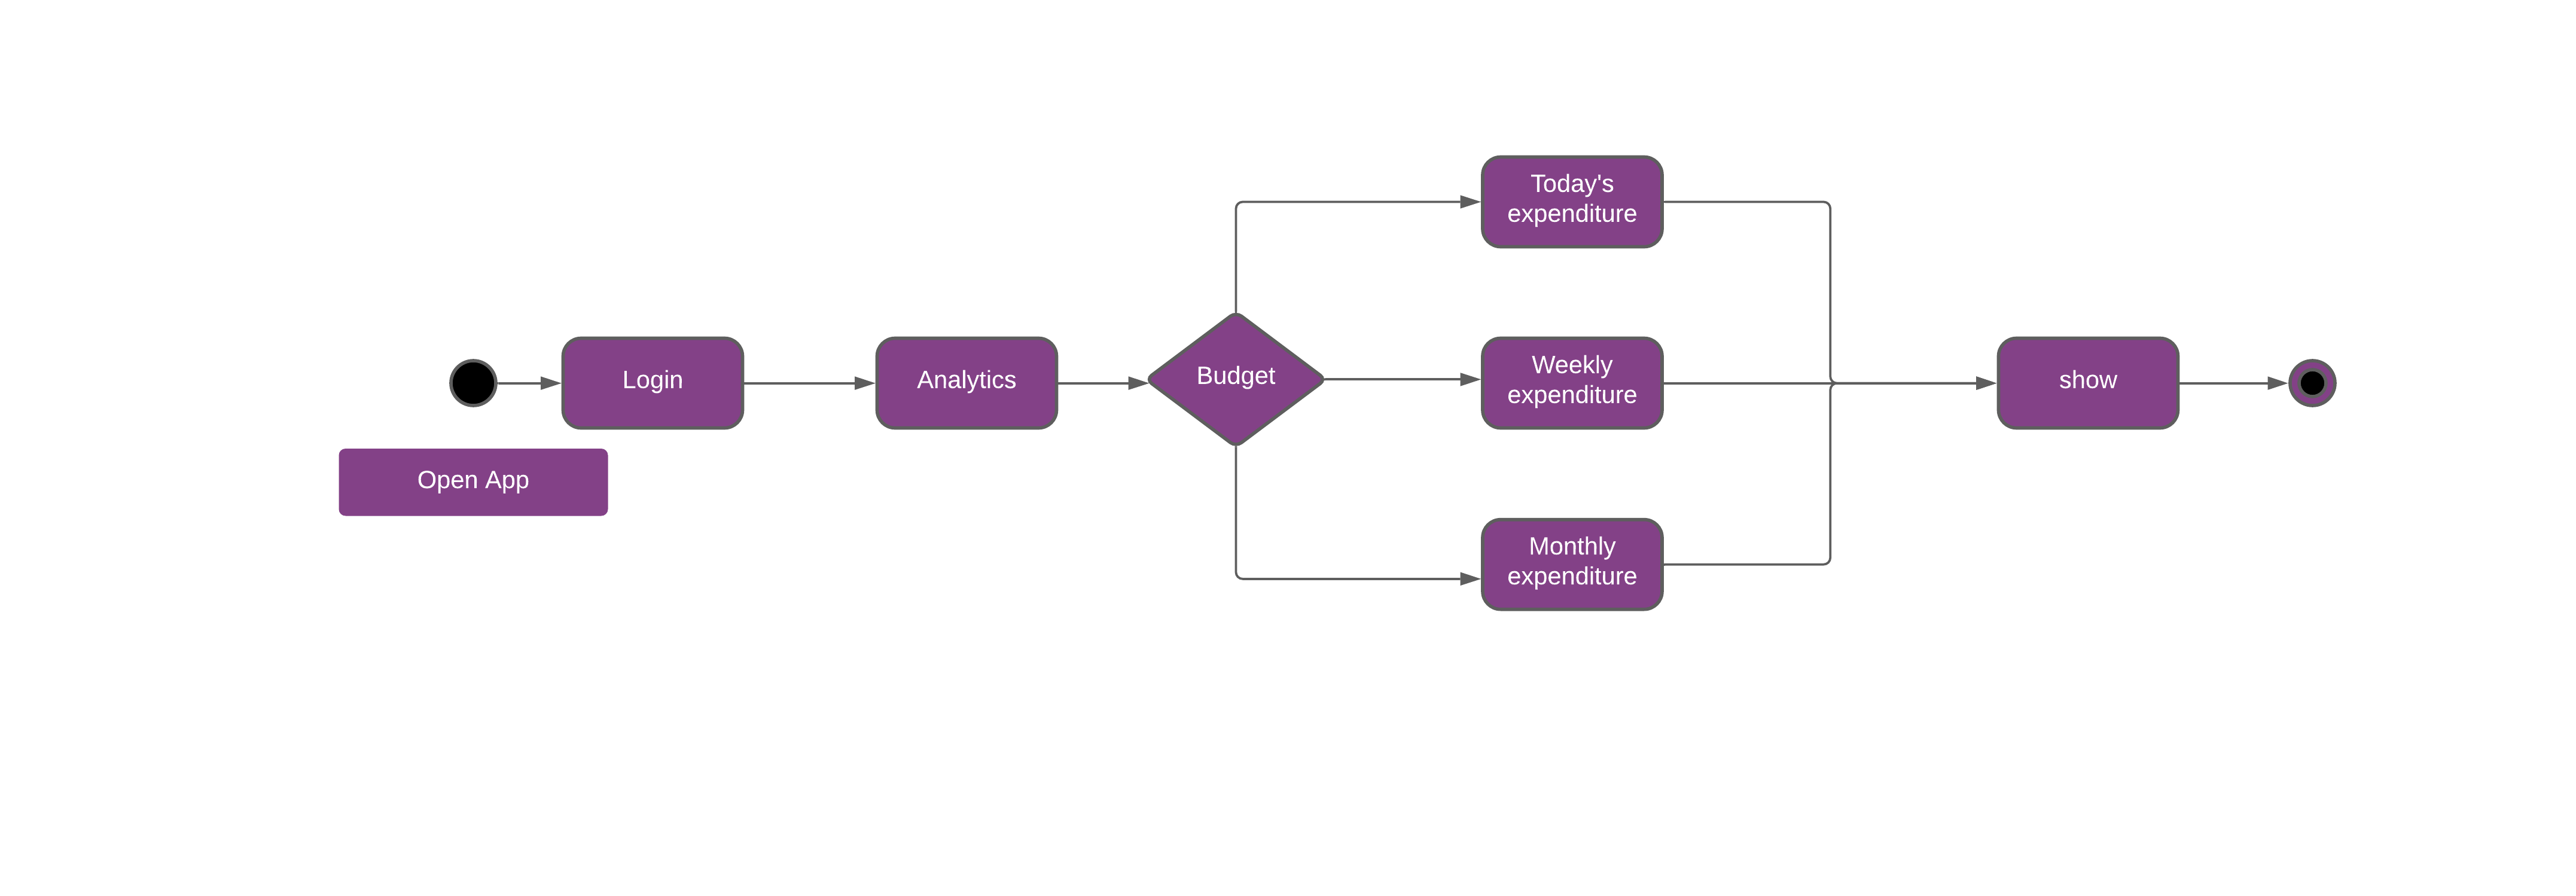 Login
Open App
Analytics
Budget
Today's
expenditure
Weekly
expenditure
Monthly
expenditure
show